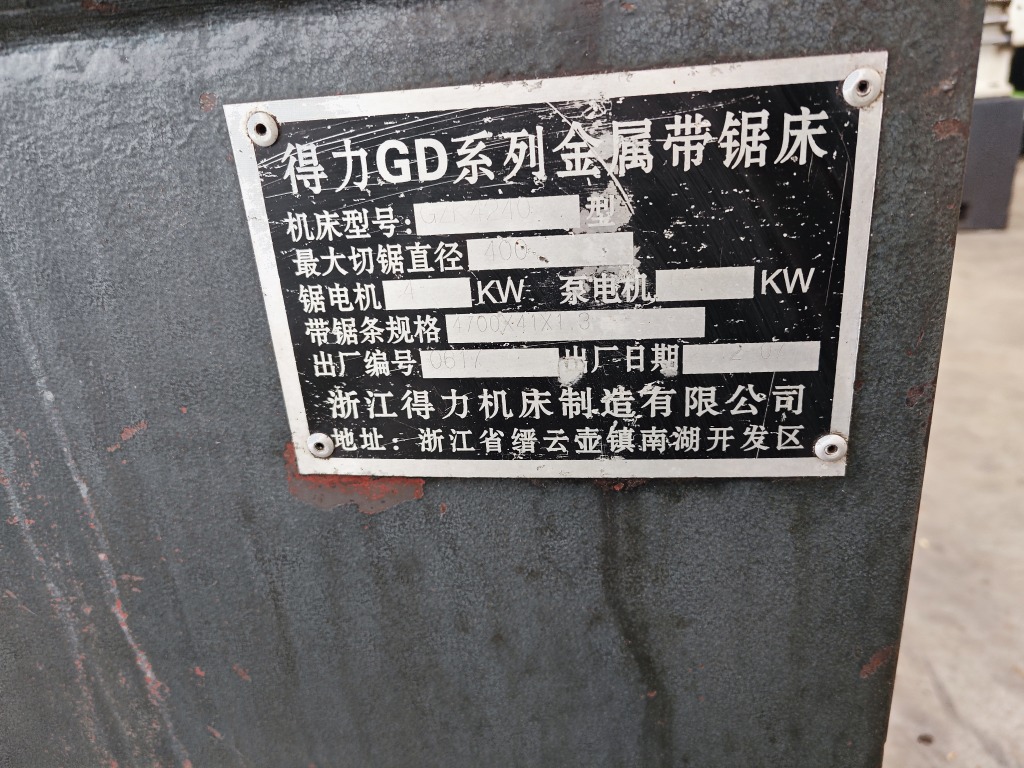 得力GD系列金属带锯床
机床型号: GZK4240 型
最大切锯直径 400
锯电机 4 KW 泵电机 KW
带锯条规格 4700X41X1.3
出厂编号 0617 出厂日期 2 07
浙江得力机床制造有限公司
地址：浙江省缙云壶镇南湖开发区